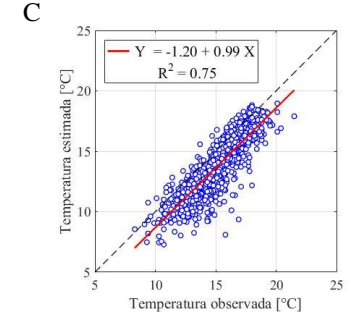 C
25
Y = -1.20 + 0.99 X
R² = 0.75
20
15
10
5
Temperatura estimada [°C]
5 10 15 20 25
Temperatura observada [°C]